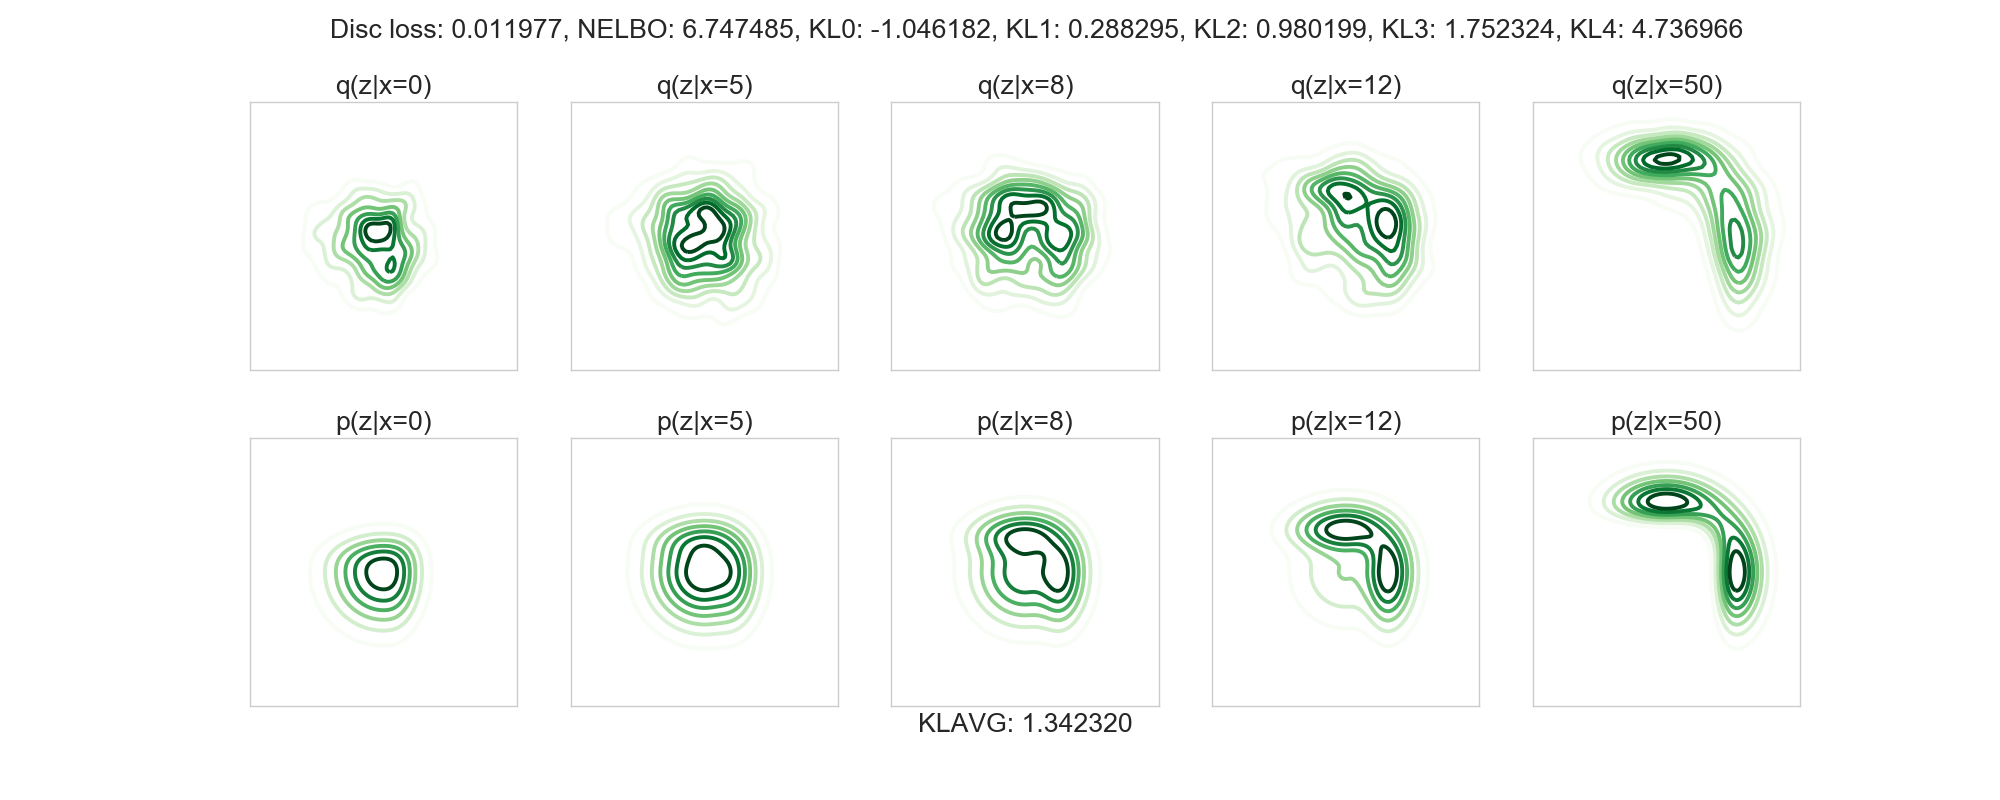 Disc loss: 0.011977, NELBO: 6.747485, KL0: -1.046182, KL1: 0.288295, KL2: 0.980199, KL3: 1.752324, KL4: 4.736966
q(z|x=0) q(z|x=5) q(z|x=8) q(z|x=12) q(z|x=50)
p(z|x=0) p(z|x=5) p(z|x=8) p(z|x=12) p(z|x=50)
KLAVG: 1.342320